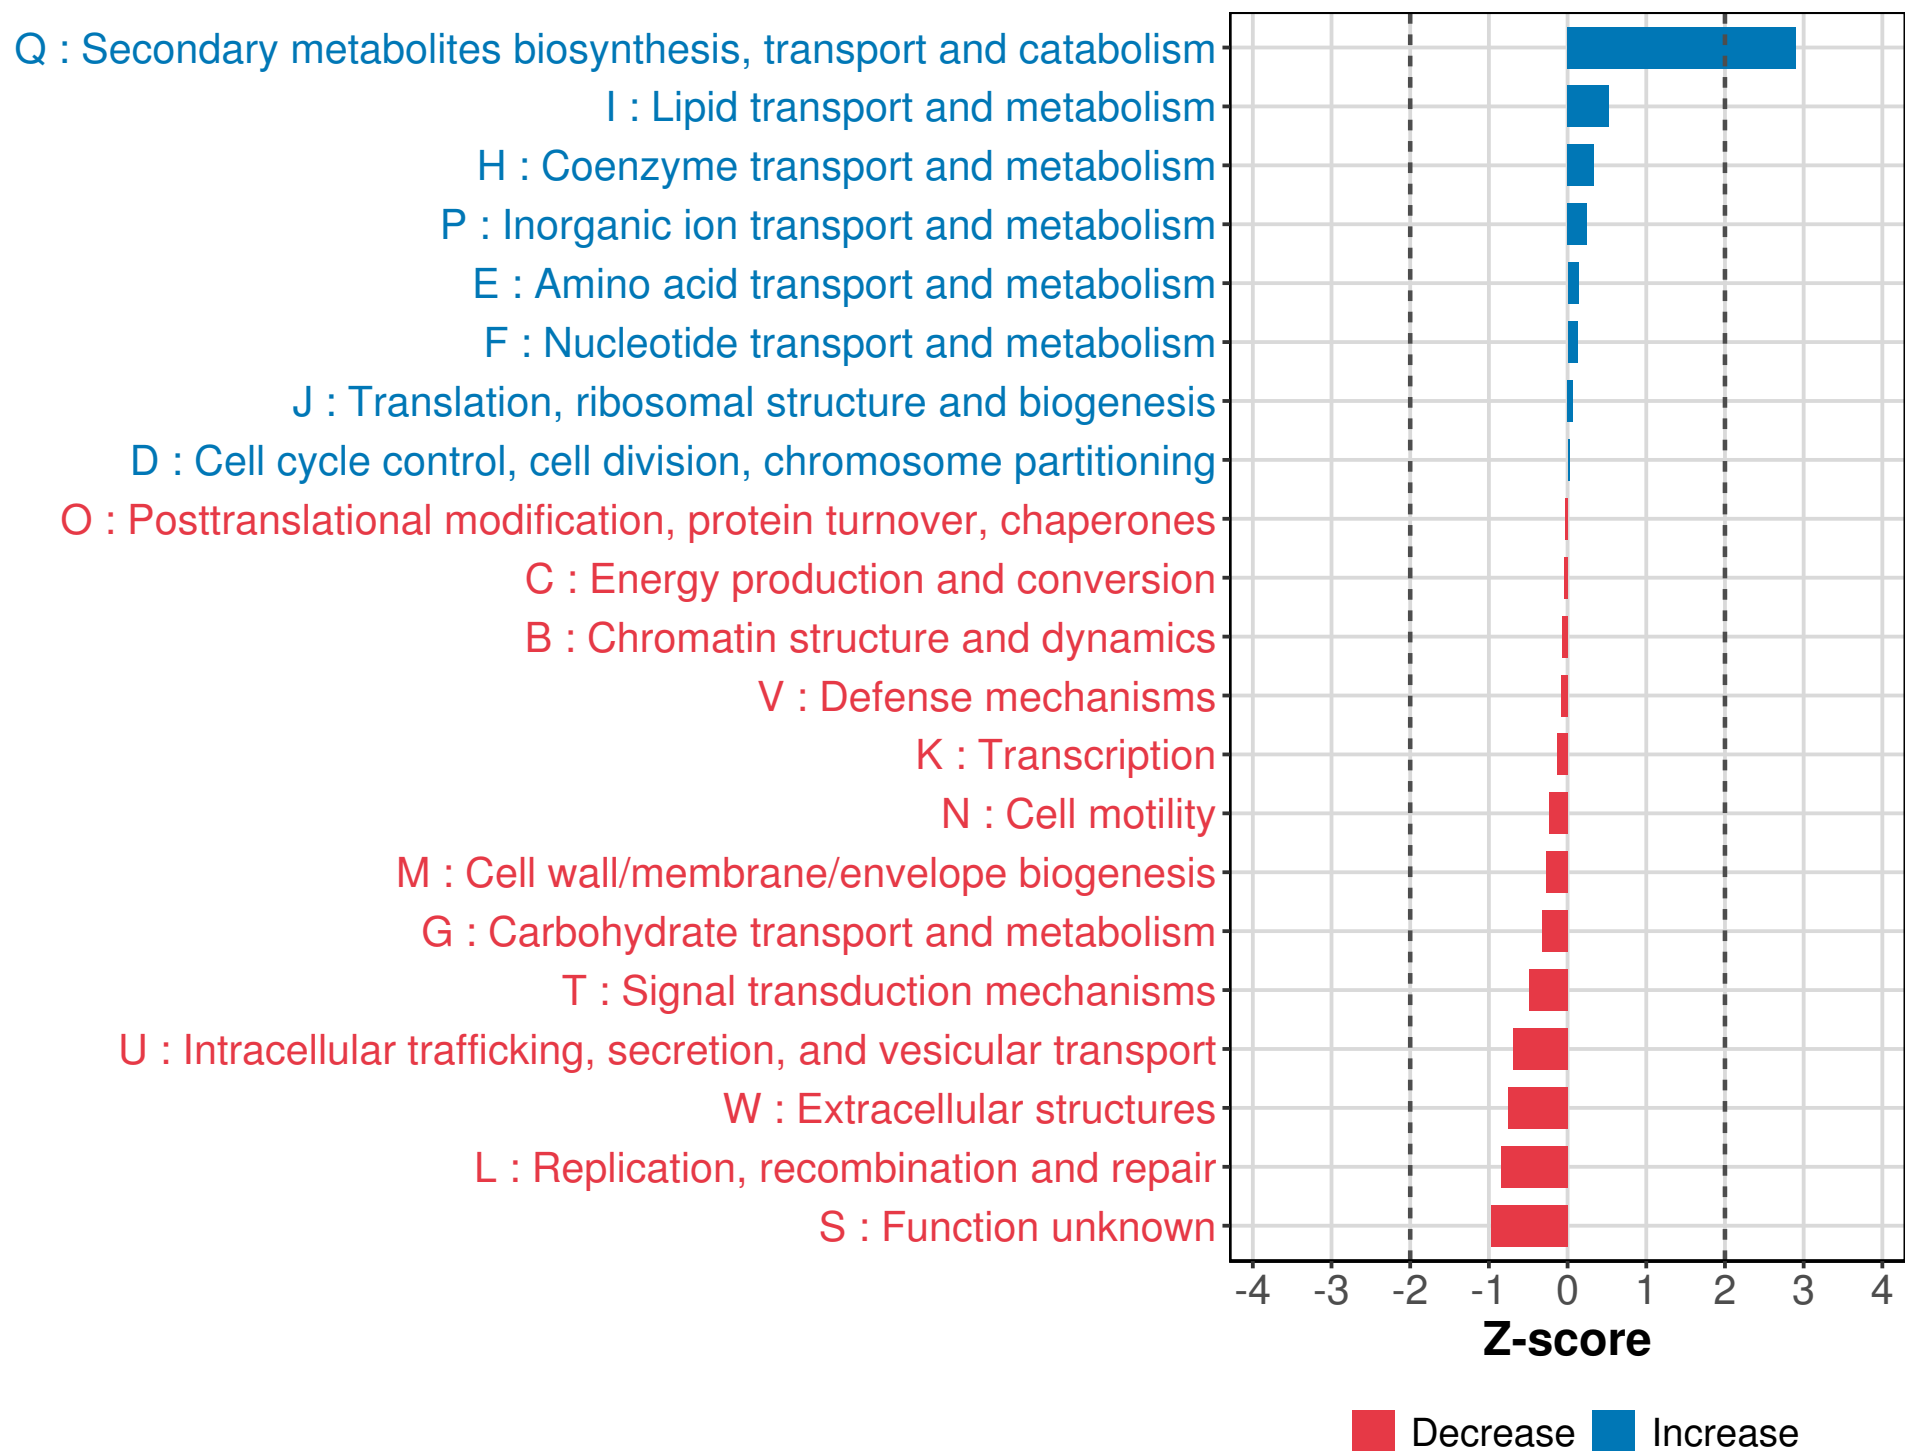 Q : Secondary metabolites biosynthesis, transport and catabolism
I : Lipid transport and metabolism
H : Coenzyme transport and metabolism
P : Inorganic ion transport and metabolism
E : Amino acid transport and metabolism
F : Nucleotide transport and metabolism
J : Translation, ribosomal structure and biogenesis
D : Cell cycle control, cell division, chromosome partitioning
O : Posttranslational modification, protein turnover, chaperones
C : Energy production and conversion
B : Chromatin structure and dynamics
V : Defense mechanisms
K : Transcription
N : Cell motility
M : Cell wall/membrane/envelope biogenesis
G : Carbohydrate transport and metabolism
T : Signal transduction mechanisms
U : Intracellular trafficking, secretion, and vesicular transport
W : Extracellular structures
L : Replication, recombination and repair
S : Function unknown
-4 -3 -2 -1 0 1 2 3 4
Z-score
Decrease Increase